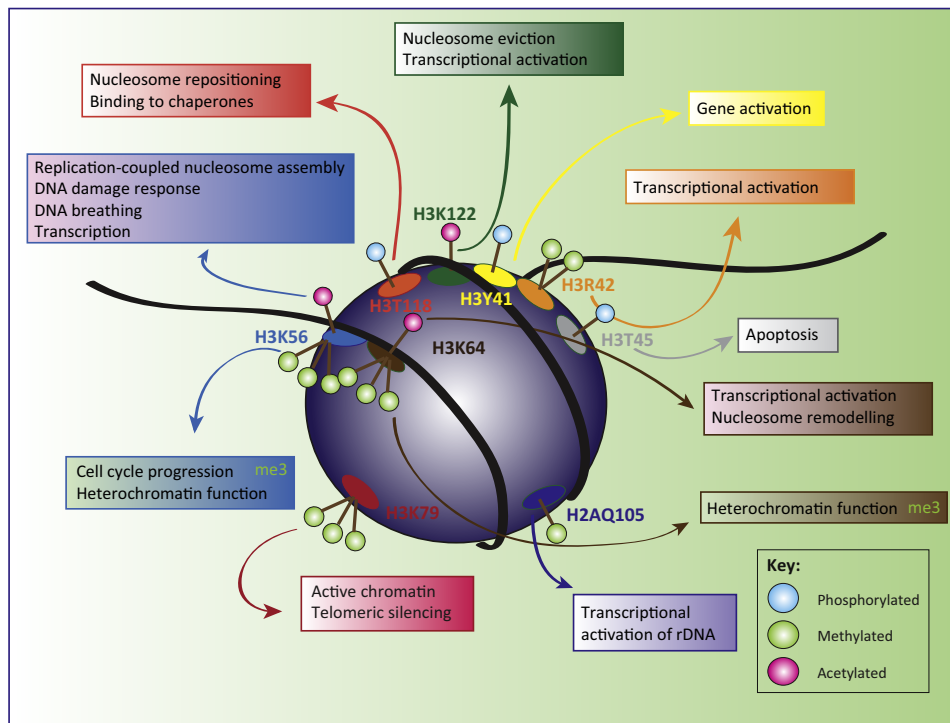 Nucleosome eviction
Transcriptional activation
Nucleosome repositioning
Binding to chaperones
Gene activation
Replication-coupled nucleosome assembly
DNA damage response
DNA breathing
Transcription
Transcriptional activation
H3K122
H3T118
H3Y41
H3R42
H3K56
H3K64
H3T45
Apoptosis
Transcriptional activation
Nucleosome remodelling
Cell cycle progression me3
Heterochromatin function
H3K79
H2AQ105
Heterochromatin function me3
Active chromatin
Telomeric silencing
Transcriptional
activation of rDNA
Key:
Phosphorylated
Methylated
Acetylated